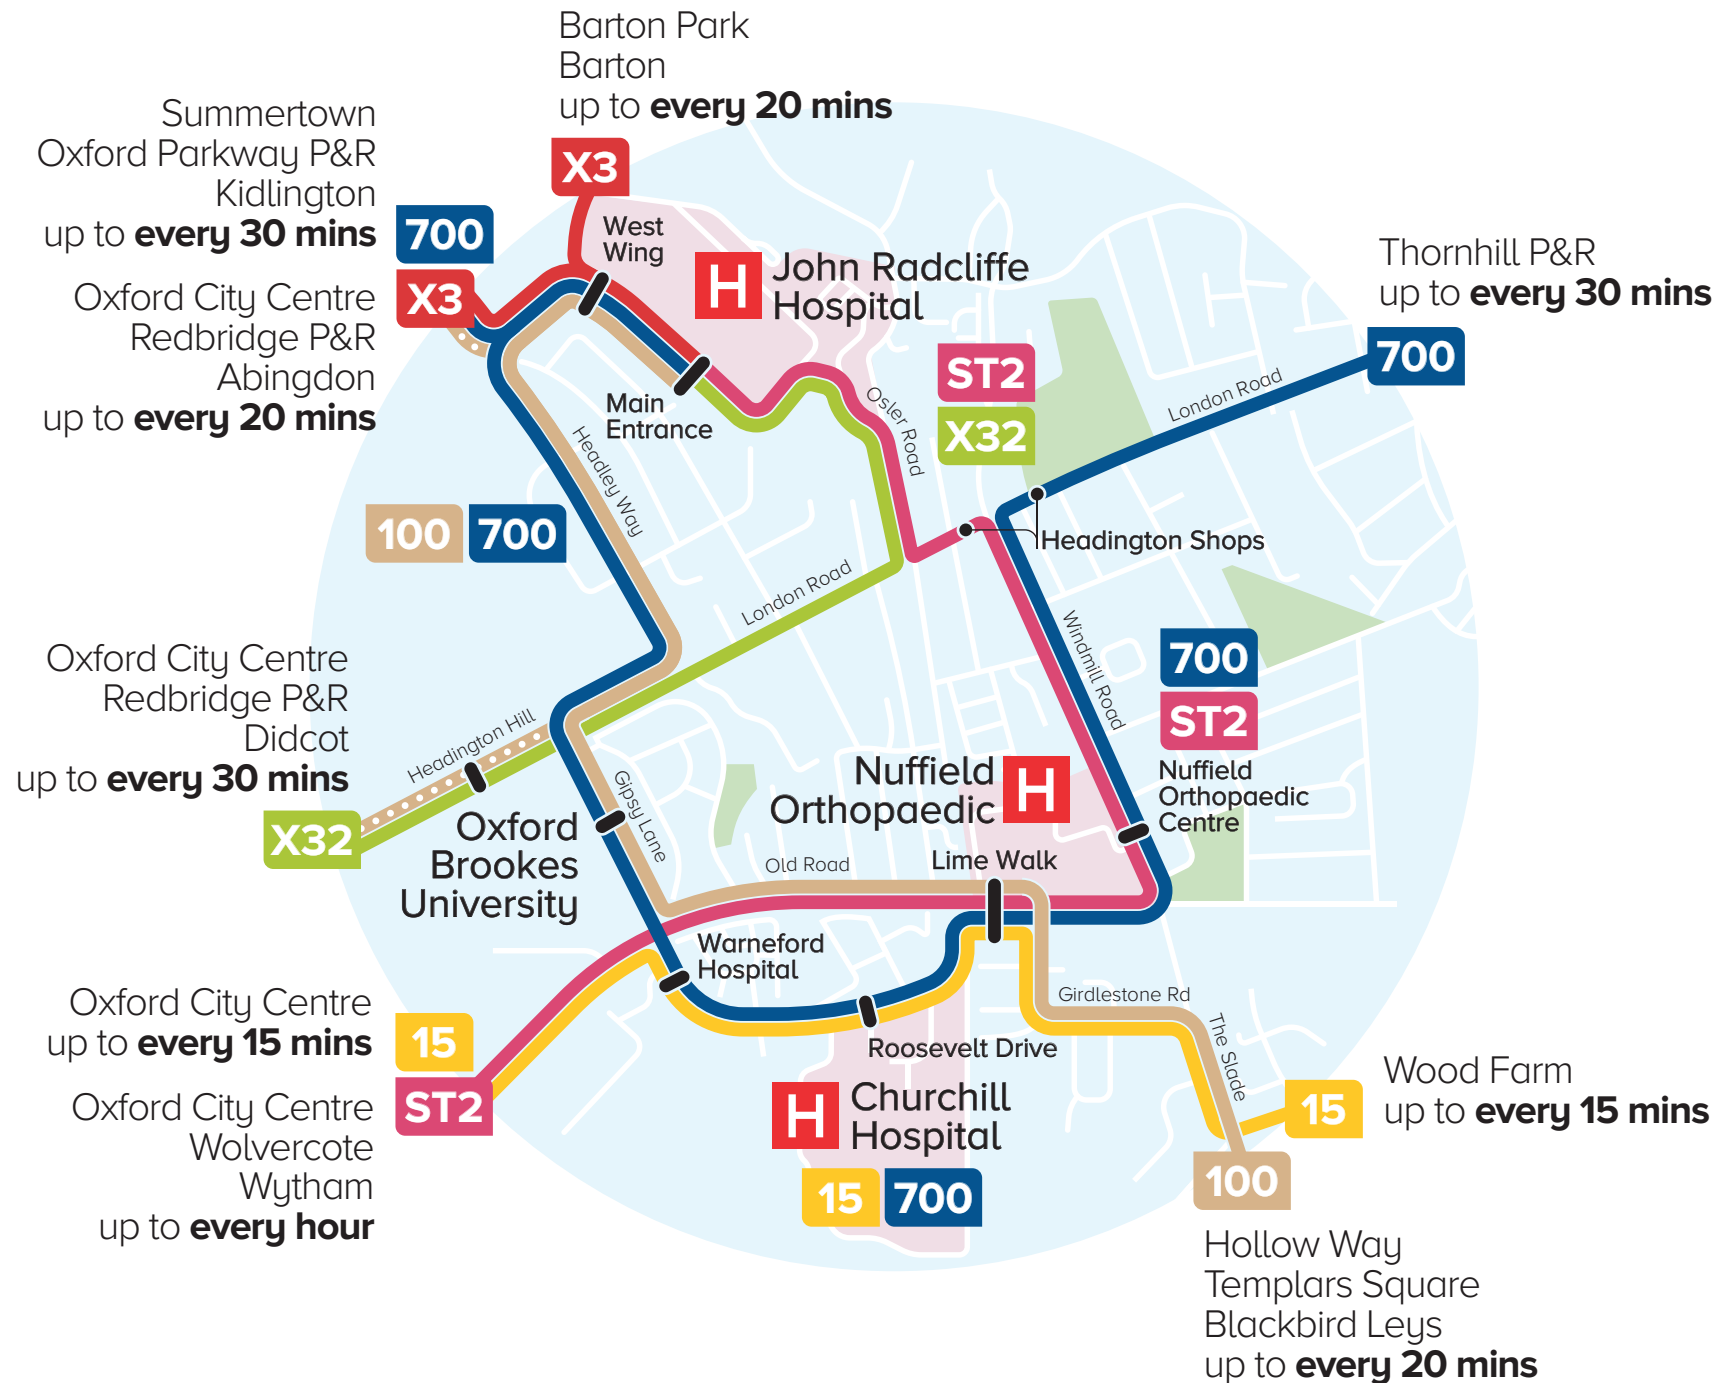 Barton Park
Barton
up to every 20 mins
X3
Summertown
Oxford Parkway P&R
Kidlington
up to every 30 mins
700
X3
Oxford City Centre
Redbridge P&R
Abingdon
up to every 20 mins
West
Wing
H
John Radcliffe
Hospital
Thornhill P&R
up to every 30 mins
700
London Road
ST2
X32
Osler Road
Main
Entrance
Headley Way
100
700
Headington Shops
London Road
Windmill Road
700
ST2
Oxford City Centre
Redbridge P&R
Didcot
up to every 30 mins
X32
Headington Hill
Oxford
Brookes
University
Gipsy Lane
Nuffield
Orthopaedic
H
Nuffield
Orthopaedic
Centre
Old Road
Lime Walk
Warneford
Hospital
Oxford City Centre
up to every 15 mins
15
ST2
Oxford City Centre
Wolvercote
Wytham
up to every hour
Girdlestone Rd
The Slade
Roosevelt Drive
H
Churchill
Hospital
15
700
15
Wood Farm
up to every 15 mins
100
Hollow Way
Templars Square
Blackbird Leys
up to every 20 mins